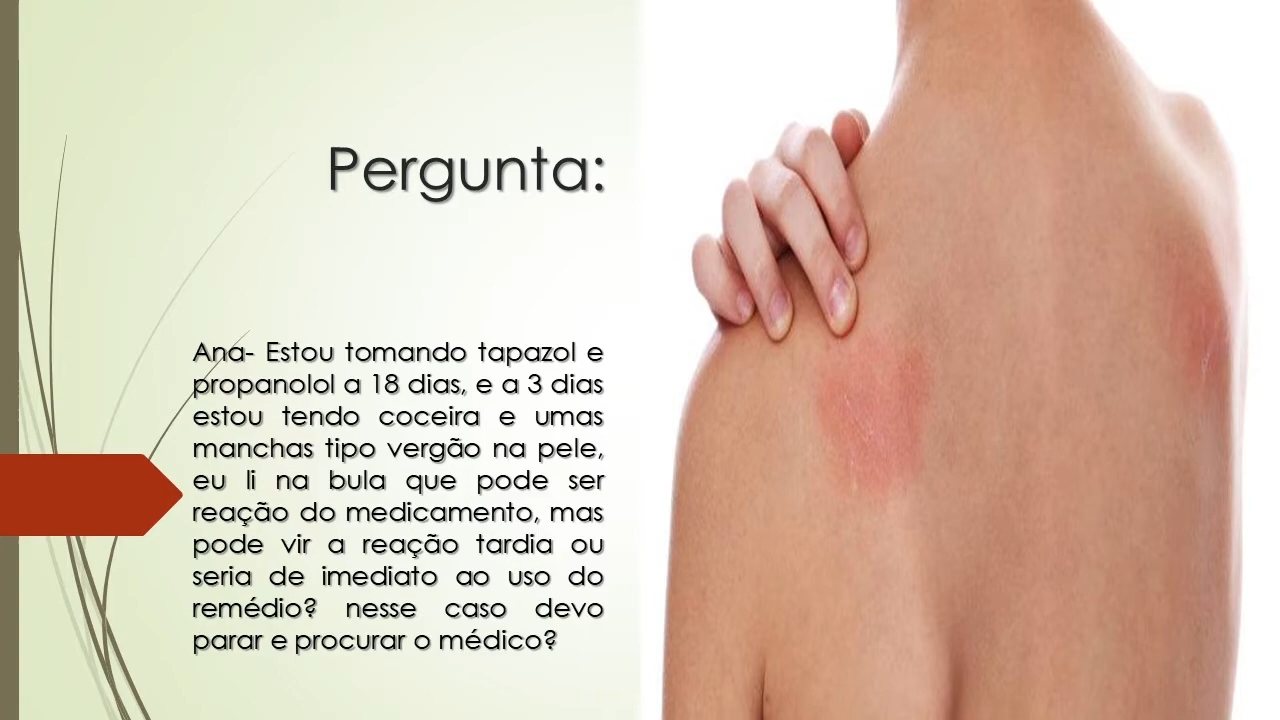 Pergunta:
Ana- Estou tomando tapazol e
propanolol a 18 dias, e a 3 dias
estou tendo coceira e umas
manchas tipo vergão na pele,
eu li na bula que pode ser
reação do medicamento, mas
pode vir a reação tardia ou
seria de imediato ao uso do
remédio? nesse caso devo
parar e procurar o médico?